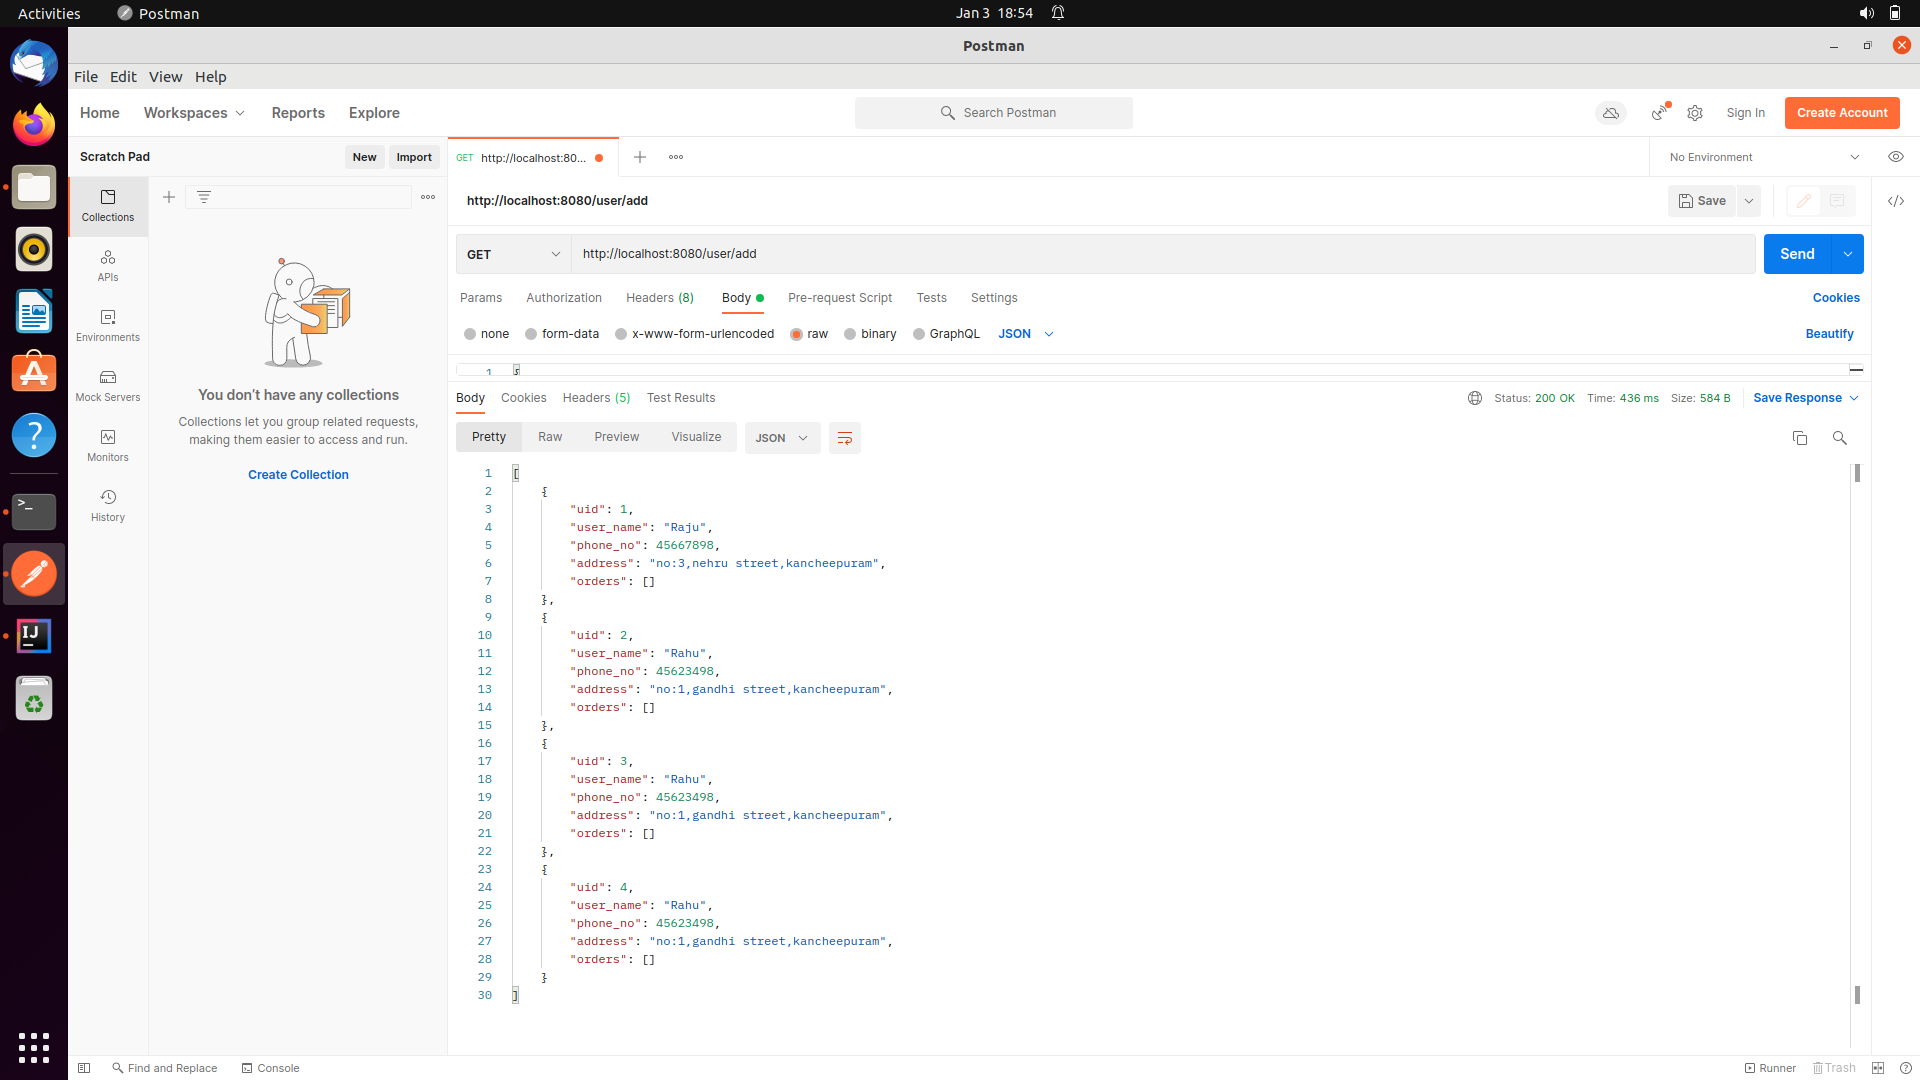 Activities Postman Jan 3 18:54
Postman
File Edit View Help
Home Workspaces Reports Explore Search Postman Sign In Create Account
Scratch Pad New Import GET http://localhost:80... No Environment
Collections
APIs
Environments
Mock Servers
Monitors
History
You don't have any collections
Collections let you group related requests,
making them easier to access and run.
Create Collection
http://localhost:8080/user/add Save </>
GET http://localhost:8080/user/add Send
Params Authorization Headers (8) Body Pre-request Script Tests Settings Cookies
none form-data x-www-form-urlencoded raw binary GraphQL JSON Beautify
1 {
Body Cookies Headers (5) Test Results Status: 200 OK Time: 436 ms Size: 584 B Save Response
Pretty Raw Preview Visualize JSON
1 [
2 {
3 "uid": 1,
4 "user_name": "Raju",
5 "phone_no": 45667898,
6 "address": "no:3,nehru street,kancheepuram",
7 "orders": []
8 },
9 {
10 "uid": 2,
11 "user_name": "Rahu",
12 "phone_no": 45623498,
13 "address": "no:1,gandhi street,kancheepuram",
14 "orders": []
15 },
16 {
17 "uid": 3,
18 "user_name": "Rahu",
19 "phone_no": 45623498,
20 "address": "no:1,gandhi street,kancheepuram",
21 "orders": []
22 },
23 {
24 "uid": 4,
25 "user_name": "Rahu",
26 "phone_no": 45623498,
27 "address": "no:1,gandhi street,kancheepuram",
28 "orders": []
29 }
30 ]
Find and Replace Console Runner Trash